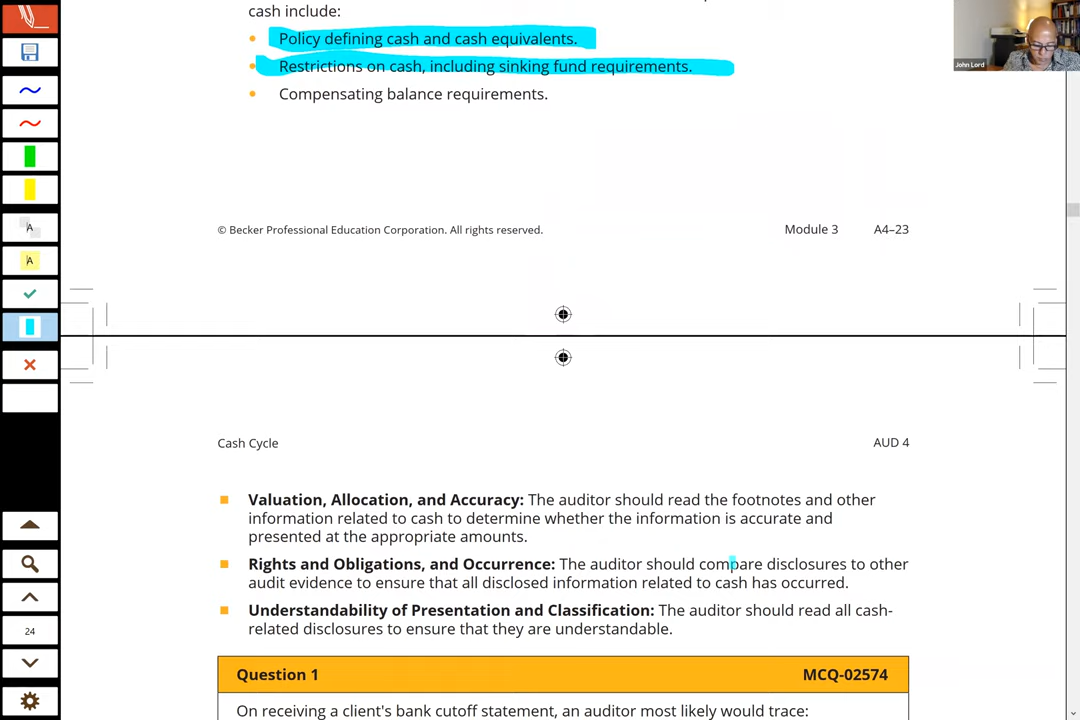 cash include:
Policy defining cash and cash equivalents.
Restrictions on cash, including sinking fund requirements.
Compensating balance requirements.
© Becker Professional Education Corporation. All rights reserved.
Module 3
A4–23
Cash Cycle
AUD 4
Valuation, Allocation, and Accuracy: The auditor should read the footnotes and other
information related to cash to determine whether the information is accurate and
presented at the appropriate amounts.
Rights and Obligations, and Occurrence: The auditor should compare disclosures to other
audit evidence to ensure that all disclosed information related to cash has occurred.
Understandability of Presentation and Classification: The auditor should read all cash-
related disclosures to ensure that they are understandable.
Question 1
MCQ-02574
On receiving a client's bank cutoff statement, an auditor most likely would trace:
A
A
24
John Lord